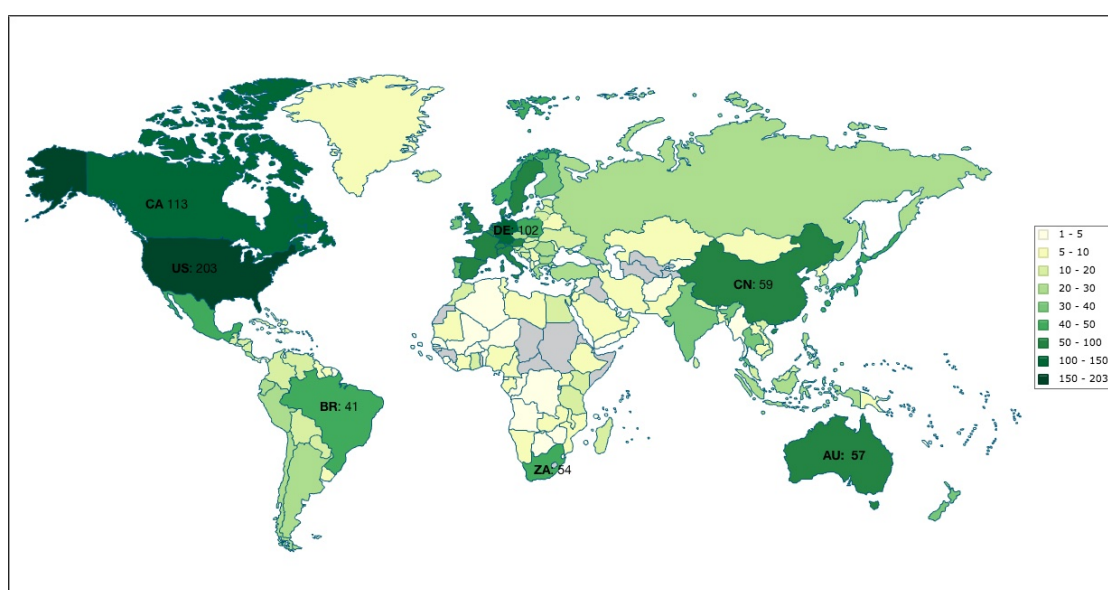 CA 113
US: 203
DE: 102
CN: 59
BR: 41
ZA: 54
AU: 57
1 - 5
5 - 10
10 - 20
20 - 30
30 - 40
40 - 50
50 - 100
100 - 150
150 - 203